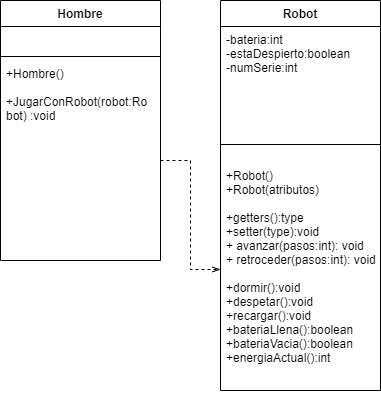 Hombre
+Hombre()
+JugarConRobot(robot:Ro
bot) :void
Robot
-bateria:int
-estaDespierto:boolean
-numSerie:int
+Robot()
+Robot(atributos)
+getters():type
+setter(type):void
+ avanzar(pasos:int): void
+ retroceder(pasos:int): void
+dormir():void
+despetar():void
+recargar():void
+bateriaLlena():boolean
+bateriaVacia():boolean
+energiaActual():int